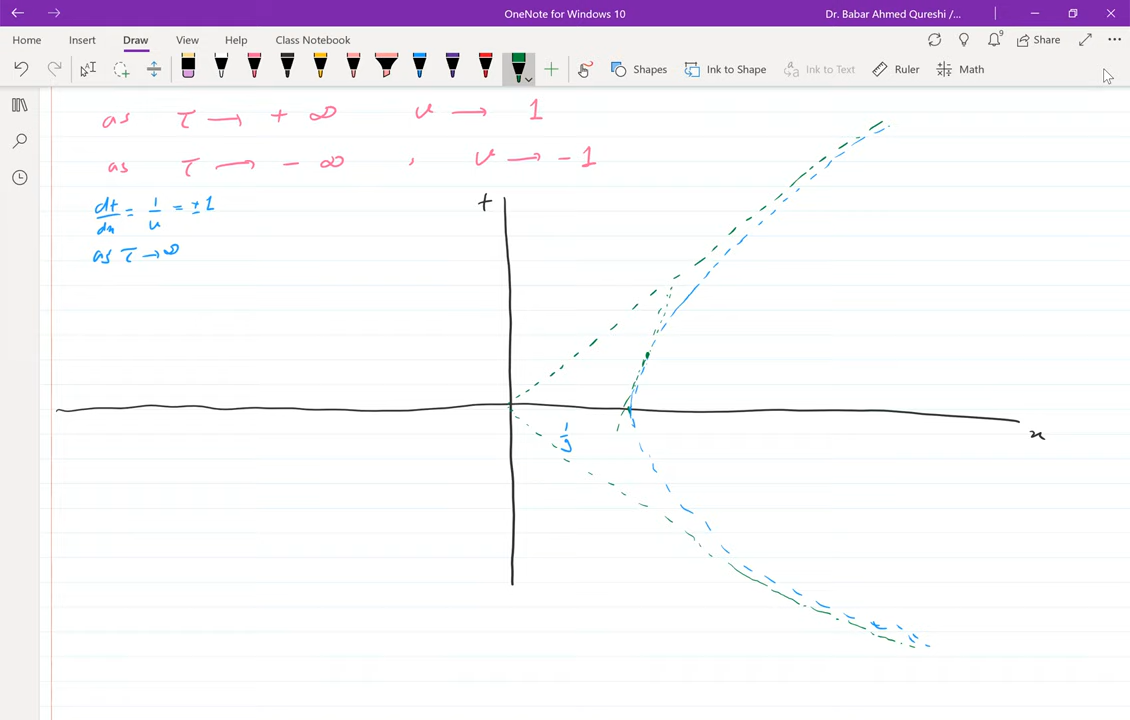 OneNote for Windows 10
Dr. Babar Ahmed Qureshi /...
Home Insert Draw View Help Class Notebook
Share
Shapes Ink to Shape Ink to Text Ruler Math
as τ → + ∞ v → 1
as τ → - ∞ , v → - 1
dt/dx = 1/v = ± 1
as τ → ∞
t
1/g
x